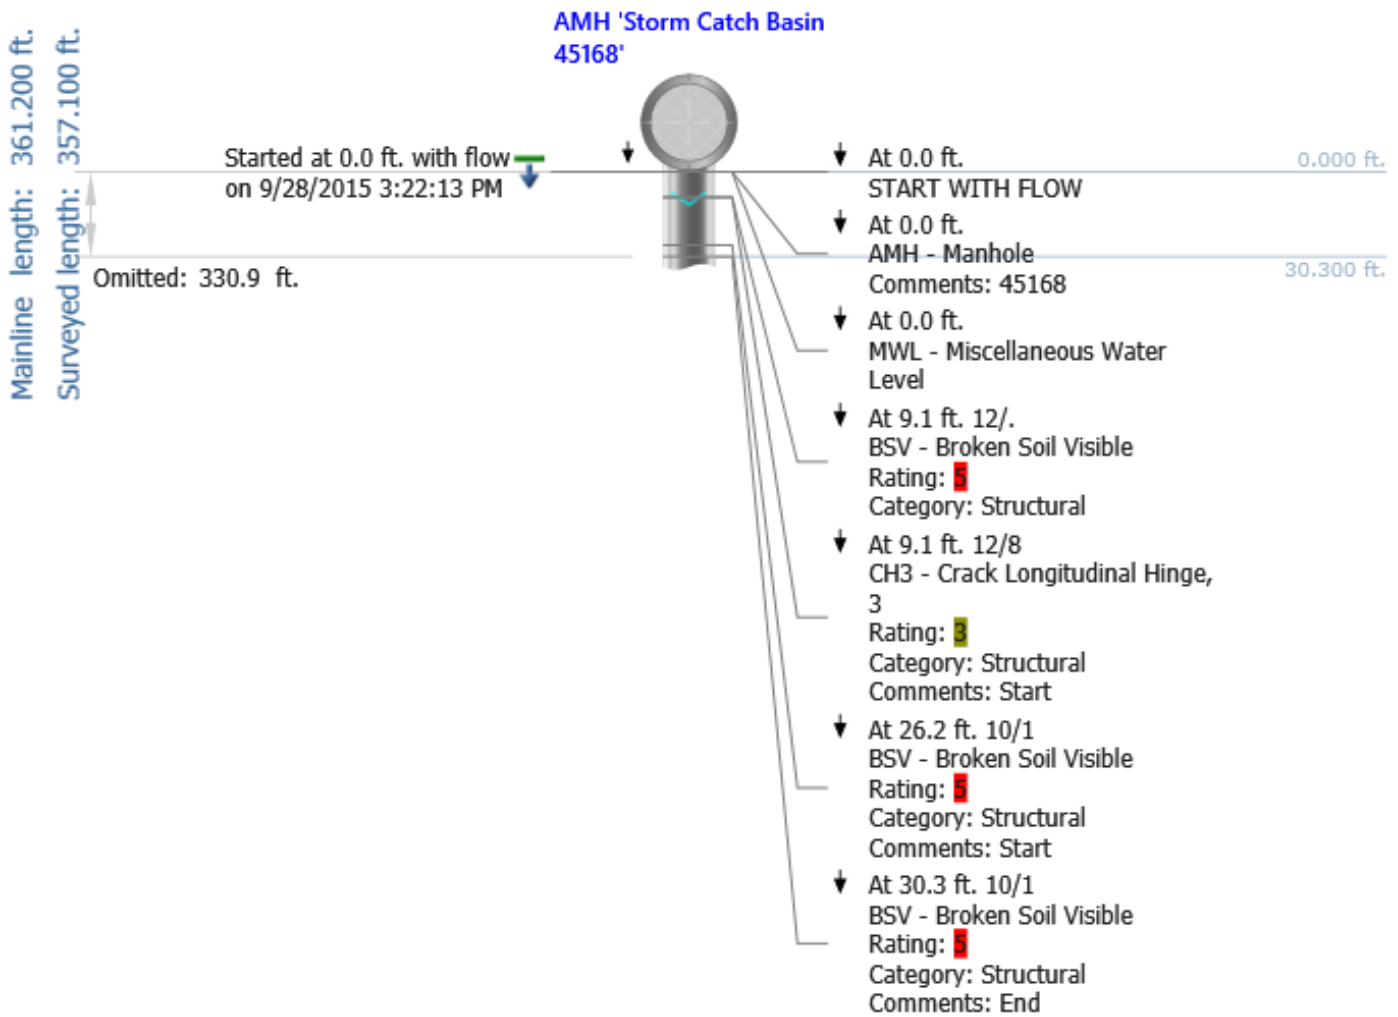 AMH 'Storm Catch Basin
45168'
Mainline length: 361.200 ft.
Surveyed length: 357.100 ft.
Started at 0.0 ft. with flow
on 9/28/2015 3:22:13 PM
Omitted: 330.9 ft.
0.000 ft.
30.300 ft.
At 0.0 ft.
START WITH FLOW
At 0.0 ft.
AMH - Manhole
Comments: 45168
At 0.0 ft.
MWL - Miscellaneous Water
Level
At 9.1 ft. 12/.
BSV - Broken Soil Visible
Rating: 5
Category: Structural
At 9.1 ft. 12/8
CH3 - Crack Longitudinal Hinge,
3
Rating: 3
Category: Structural
Comments: Start
At 26.2 ft. 10/1
BSV - Broken Soil Visible
Rating: 5
Category: Structural
Comments: Start
At 30.3 ft. 10/1
BSV - Broken Soil Visible
Rating: 5
Category: Structural
Comments: End